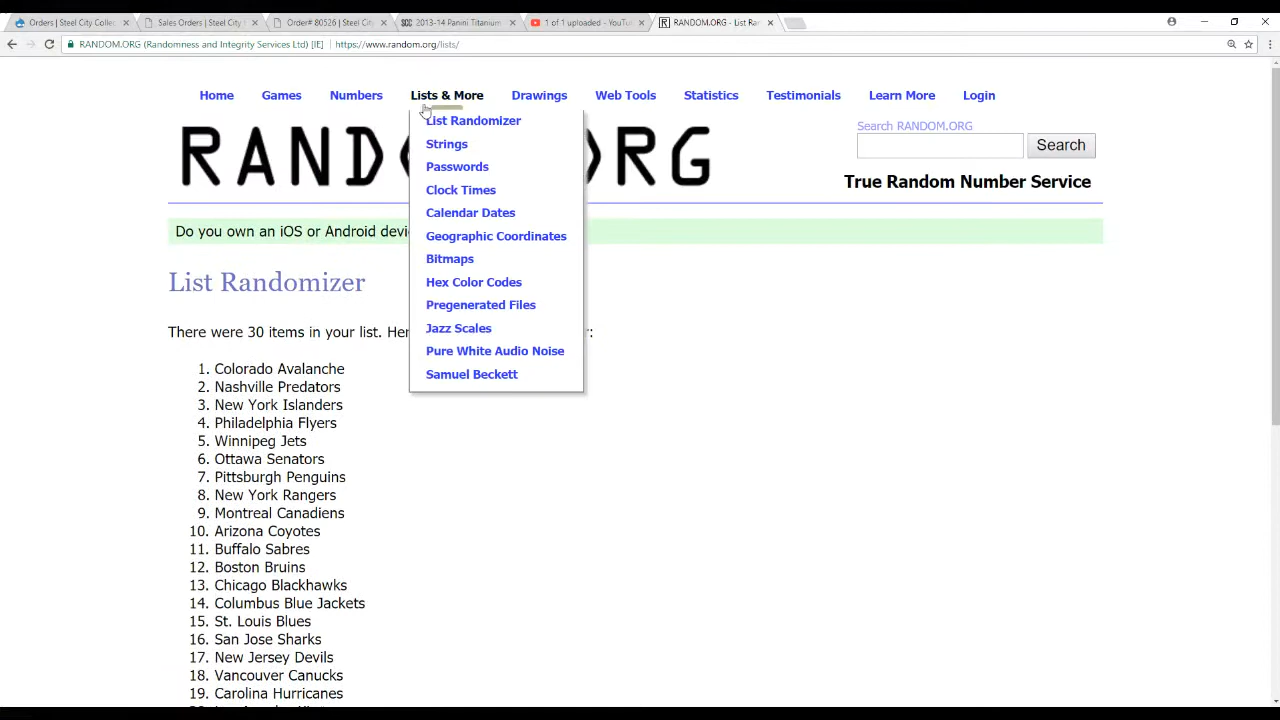 Orders | Steel City Collec
Sales Orders | Steel City
Order# 80526 | Steel City
2013-14 Panini Titanium
1 of 1 uploaded - YouTu
RANDOM.ORG - List Ra
RANDOM.ORG (Randomness and Integrity Services Ltd) [IE]
https://www.random.org/lists/
Home
Games
Numbers
Lists & More
Drawings
Web Tools
Statistics
Testimonials
Learn More
Login
List Randomizer
Strings
Passwords
Clock Times
Calendar Dates
Geographic Coordinates
Bitmaps
Hex Color Codes
Pregenerated Files
Jazz Scales
Pure White Audio Noise
Samuel Beckett
Search RANDOM.ORG
Search
True Random Number Service
Do you own an iOS or Android devi
List Randomizer
There were 30 items in your list. Her
r:
1. Colorado Avalanche
2. Nashville Predators
3. New York Islanders
4. Philadelphia Flyers
5. Winnipeg Jets
6. Ottawa Senators
7. Pittsburgh Penguins
8. New York Rangers
9. Montreal Canadiens
10. Arizona Coyotes
11. Buffalo Sabres
12. Boston Bruins
13. Chicago Blackhawks
14. Columbus Blue Jackets
15. St. Louis Blues
16. San Jose Sharks
17. New Jersey Devils
18. Vancouver Canucks
19. Carolina Hurricanes